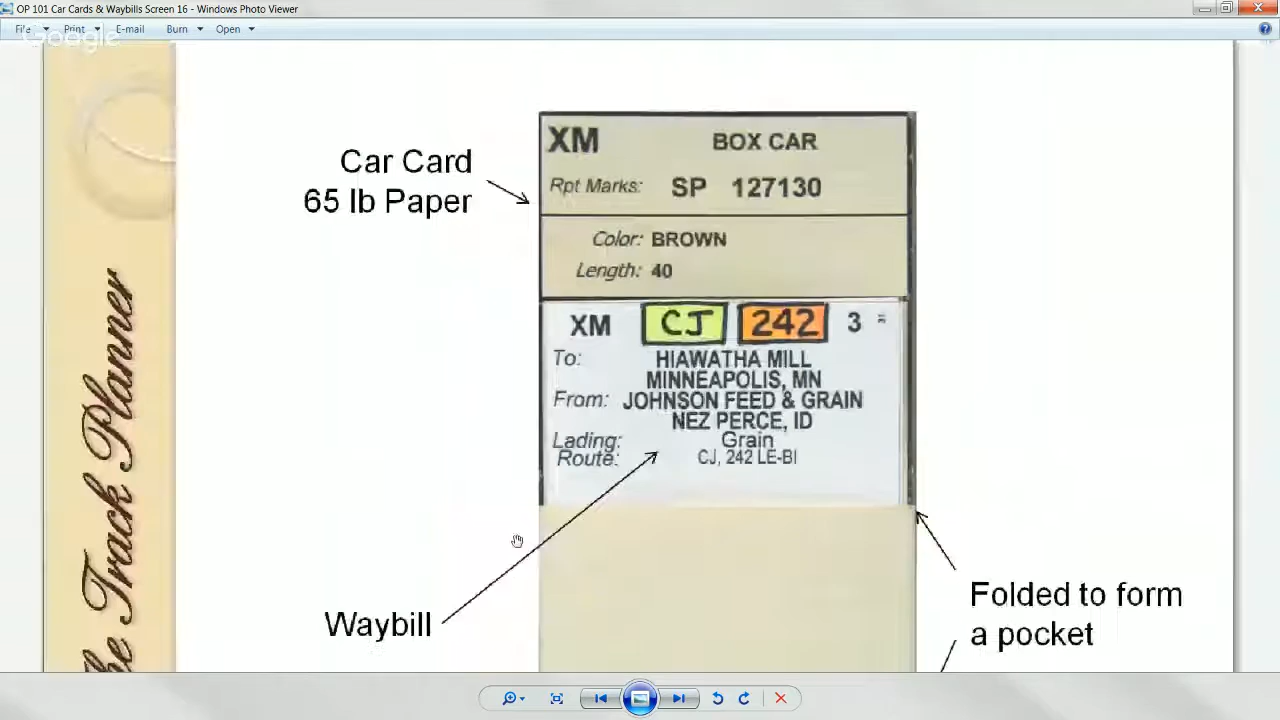 OP 101 Car Cards & Waybills Screen 16 - Windows Photo Viewer
File Print E-mail Burn Open
Google
XM BOX CAR
Car Card
65 lb Paper
Rpt Marks: SP 127130
Color: BROWN
Length: 40
XM CJ 242 3
To: HIAWATHA MILL
MINNEAPOLIS, MN
From: JOHNSON FEED & GRAIN
NEZ PERCE, ID
Lading: Grain
Route: CJ, 242 LE-BI
Waybill
Folded to form
a pocket
The Track Planner